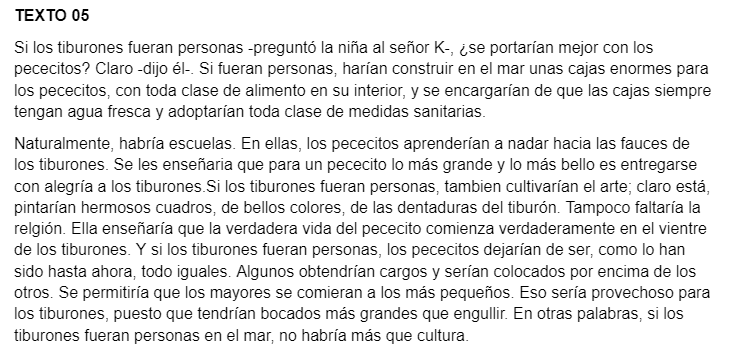 TEXTO 05
Si los tiburones fueran personas -preguntó la niña al señor K-, ¿se portarían mejor con los
pececitos? Claro -dijo él-. Si fueran personas, harían construir en el mar unas cajas enormes para
los pececitos, con toda clase de alimento en su interior, y se encargarían de que las cajas siempre
tengan agua fresca y adoptarían toda clase de medidas sanitarias.
Naturalmente, habría escuelas. En ellas, los pececitos aprenderían a nadar hacia las fauces de
los tiburones. Se les enseñaria que para un pececito lo más grande y lo más bello es entregarse
con alegría a los tiburones.Si los tiburones fueran personas, tambien cultivarían el arte; claro está,
pintarían hermosos cuadros, de bellos colores, de las dentaduras del tiburón. Tampoco faltaría la
relgión. Ella enseñaría que la verdadera vida del pececito comienza verdaderamente en el vientre
de los tiburones. Y si los tiburones fueran personas, los pececitos dejarían de ser, como lo han
sido hasta ahora, todo iguales. Algunos obtendrían cargos y serían colocados por encima de los
otros. Se permitiría que los mayores se comieran a los más pequeños. Eso sería provechoso para
los tiburones, puesto que tendrían bocados más grandes que engullir. En otras palabras, si los
tiburones fueran personas en el mar, no habría más que cultura.